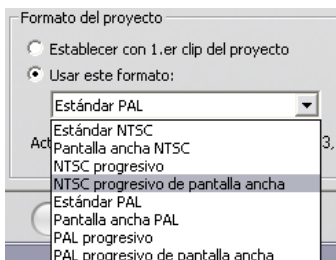 Formato del proyecto
Establecer con 1.er clip del proyecto
Usar este formato:
Estándar PAL
Estándar NTSC
Act
Pantalla ancha NTSC
3,
NTSC progresivo
NTSC progresivo de pantalla ancha
Estándar PAL
Pantalla ancha PAL
PAL progresivo
PAL progresivo de pantalla ancha